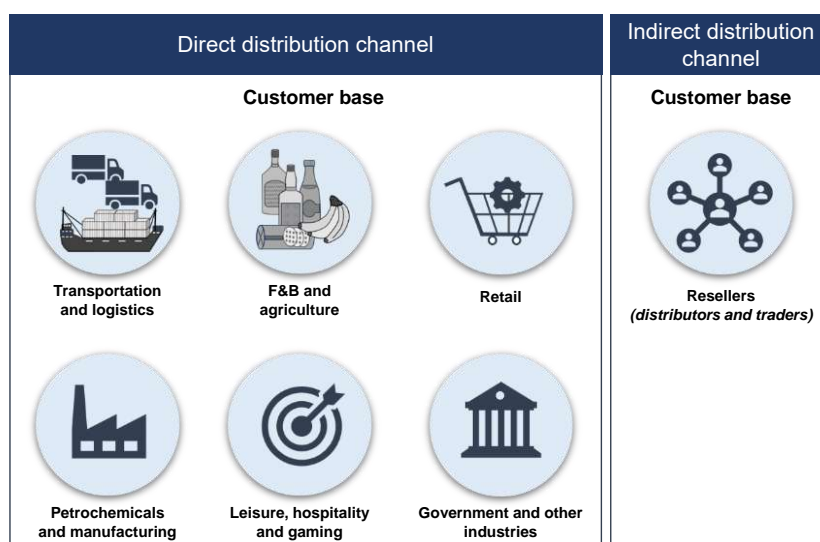 Direct distribution channel
Indirect distribution
channel
Customer base
Customer base
Transportation
and logistics
F&B and
agriculture
Retail
Resellers
(distributors and traders)
Petrochemicals
and manufacturing
Leisure, hospitality
and gaming
Government and other
industries